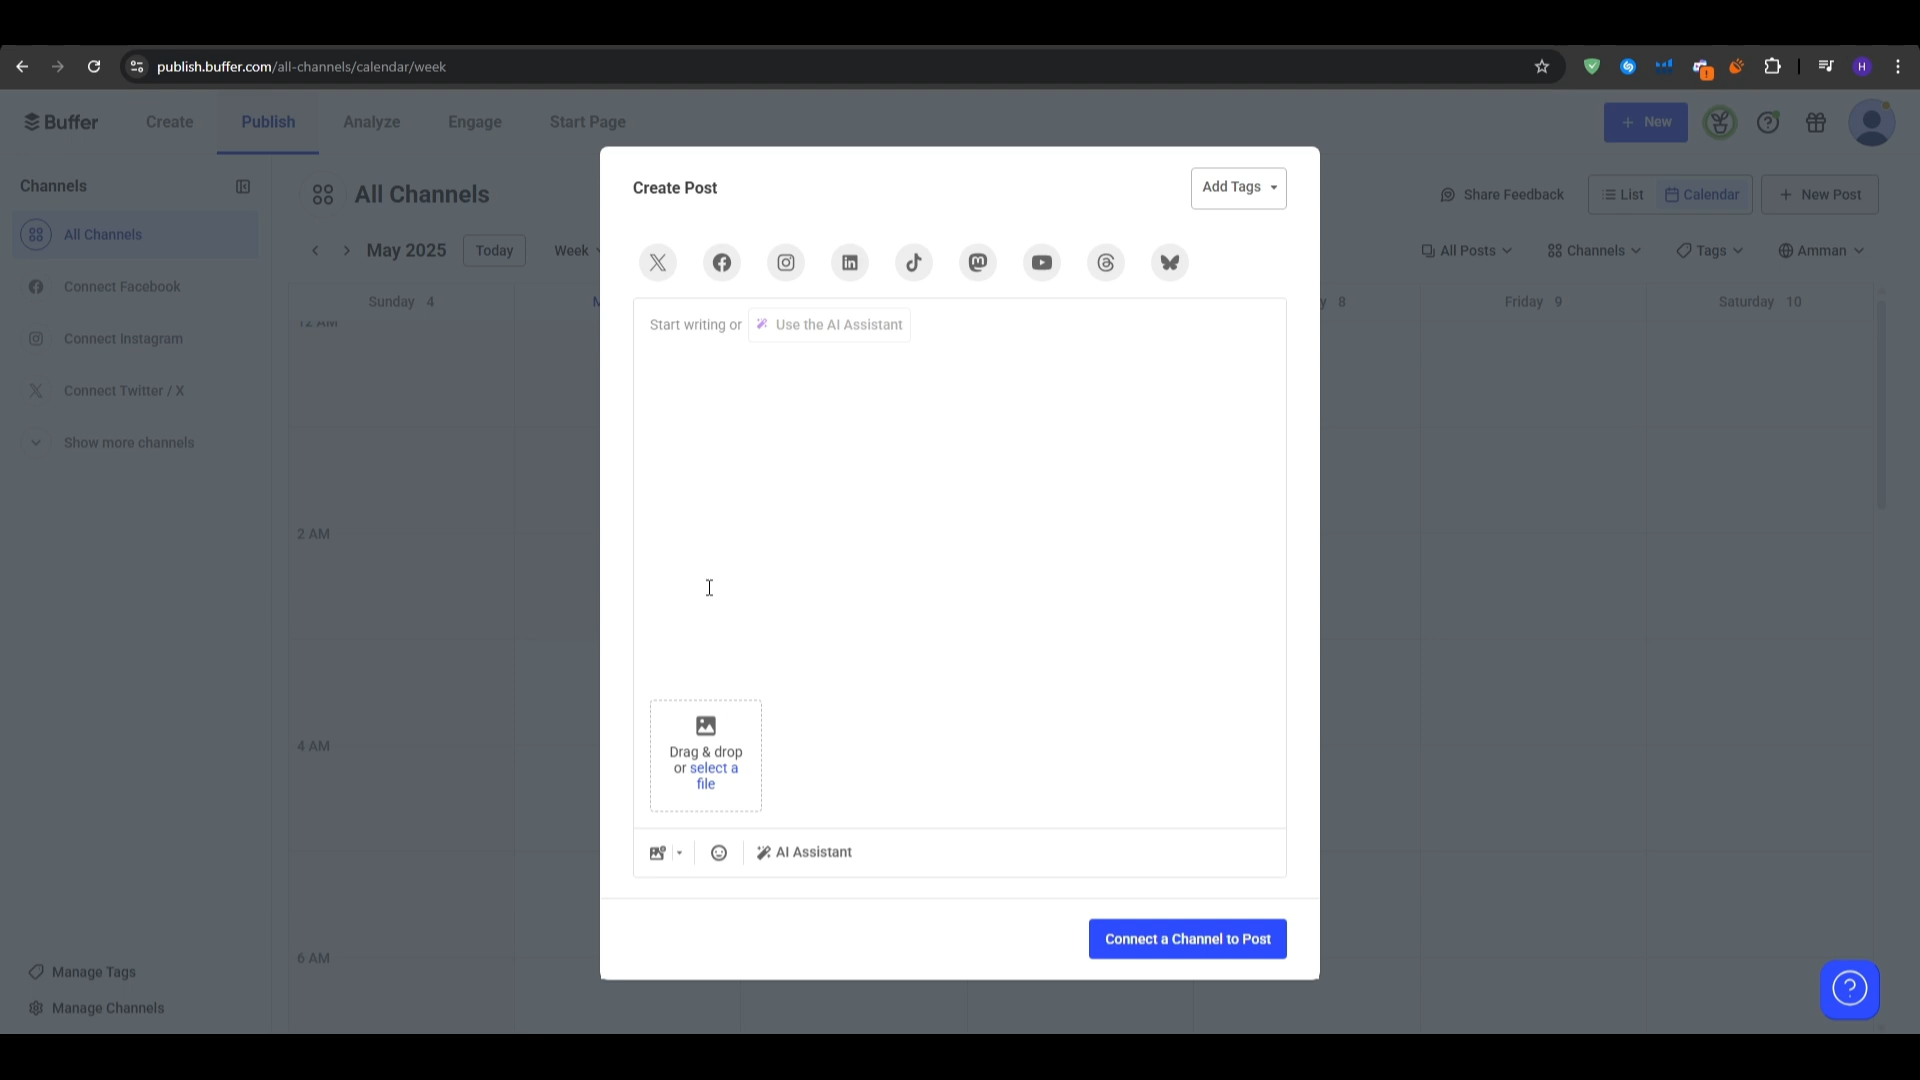 publish.buffer.com/all-channels/calendar/week
H
Buffer
Create
Publish
Analyze
Engage
Start Page
+ New
Channels
All Channels
Connect Facebook
Connect Instagram
Connect Twitter / X
Show more channels
Manage Tags
Manage Channels
All Channels
Share Feedback
List
Calendar
+ New Post
May 2025
Today
Week
All Posts
Channels
Tags
Amman
Sunday 4
8
Friday 9
Saturday 10
2 AM
4 AM
6 AM
Create Post
Add Tags
Start writing or Use the AI Assistant
Drag & drop
or select a
file
AI Assistant
Connect a Channel to Post